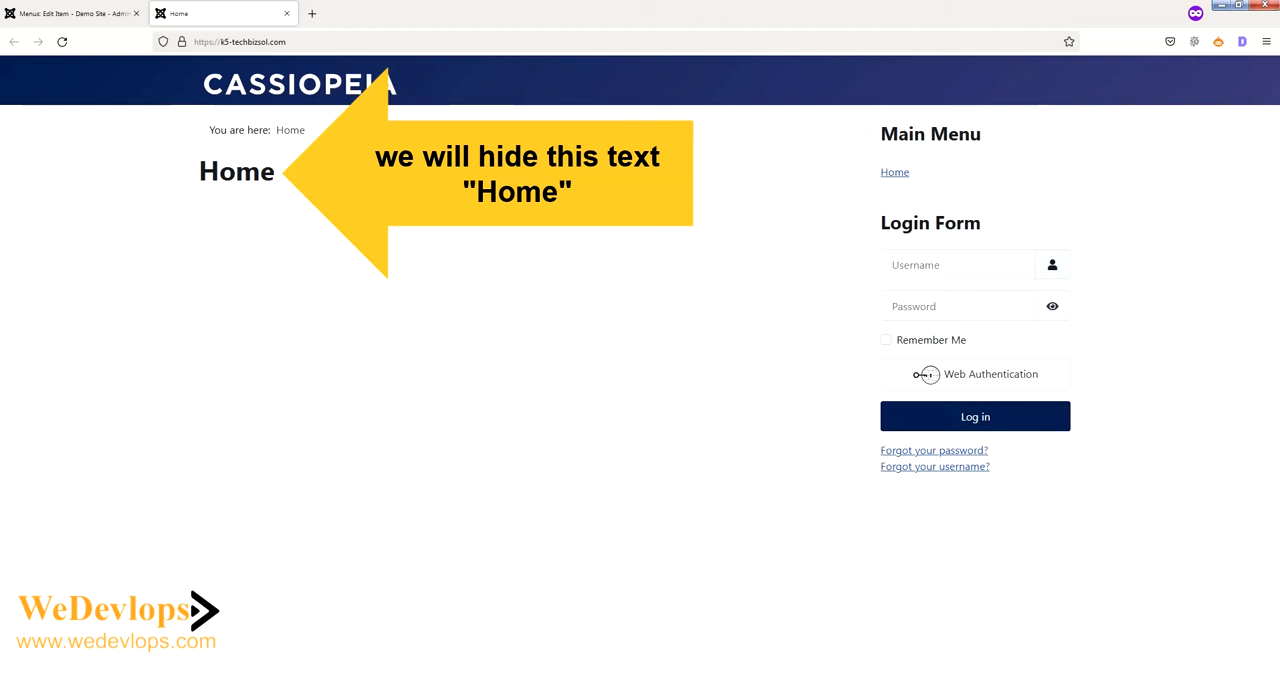 Menus: Edit Item - Demo Site - Admi
Home
https://k5-techbizsol.com
CASSIOPEIA
You are here: Home
Home
we will hide this text
"Home"
Main Menu
Home
Login Form
Username
Password
Remember Me
Web Authentication
Log in
Forgot your password?
Forgot your username?
WeDevlops
www.wedevlops.com